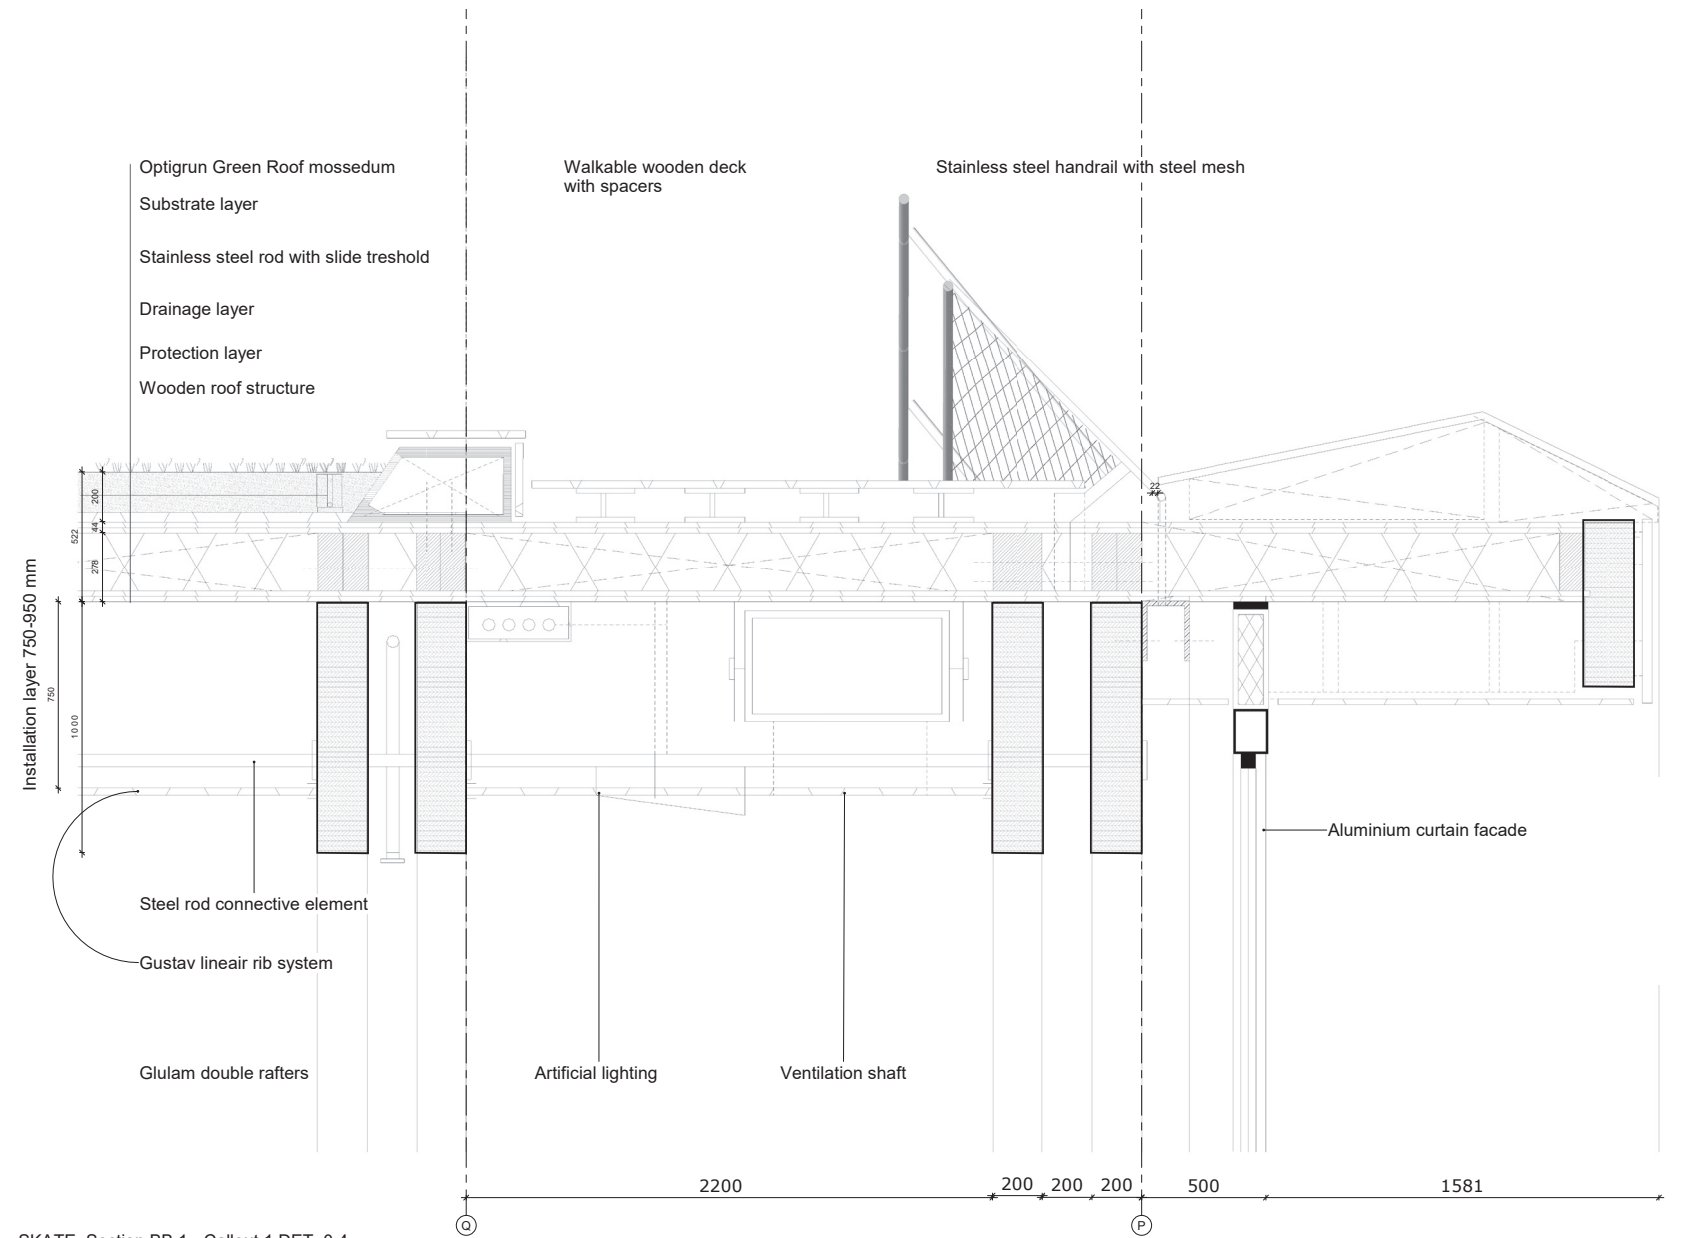 Optigrun Green Roof mossedum
Substrate layer
Stainless steel rod with slide treshold
Drainage layer
Protection layer
Wooden roof structure
Walkable wooden deck
with spacers
Stainless steel handrail with steel mesh
22
200
44
522
278
Installation layer 750-950 mm
750
1000
Aluminium curtain facade
Steel rod connective element
Gustav lineair rib system
Glulam double rafters
Artificial lighting
Ventilation shaft
2200
200
200
200
500
1581
Q
P